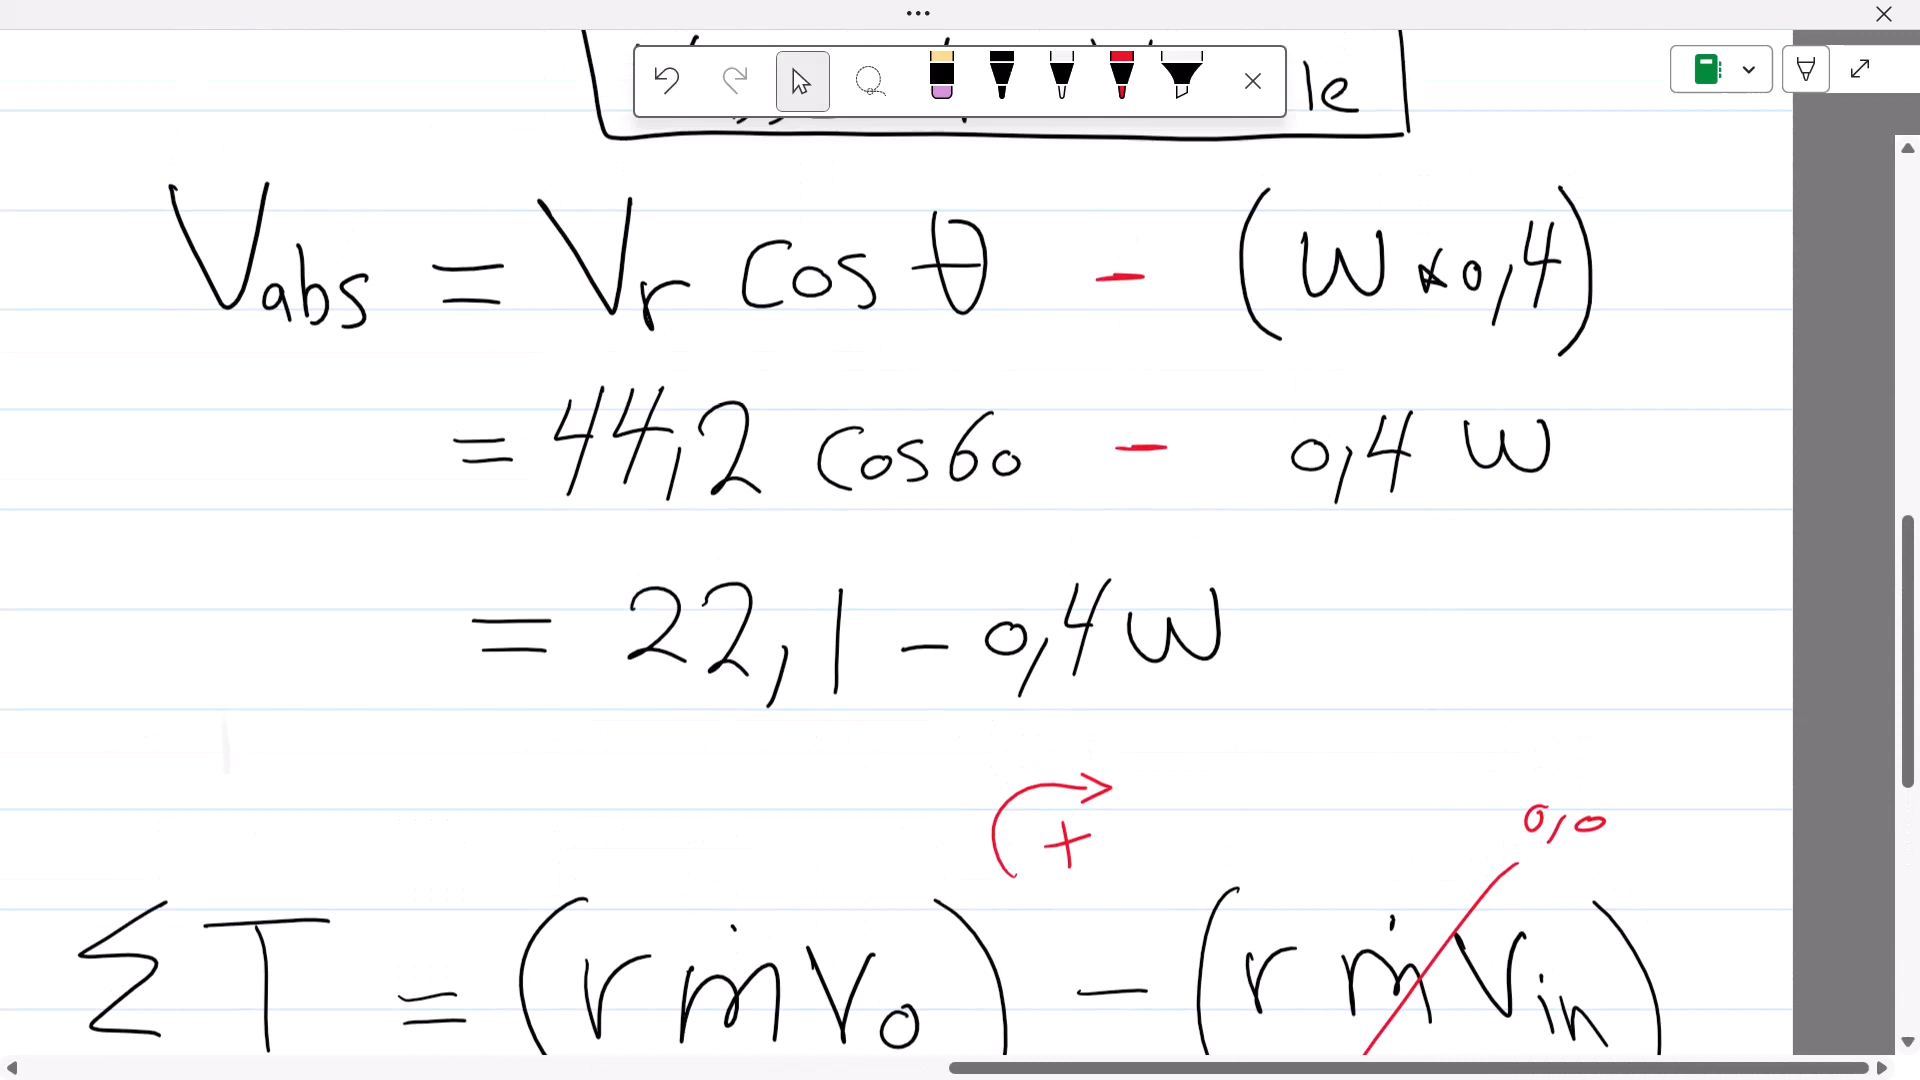 le
Vabs = Vr Cos θ - (W * 0,4)
= 44,2 Cos 60 - 0,4 W
= 22,1 - 0,4 W
+
0,0
Σ T = (r ṁ Vo) - (r ṁ Vin)